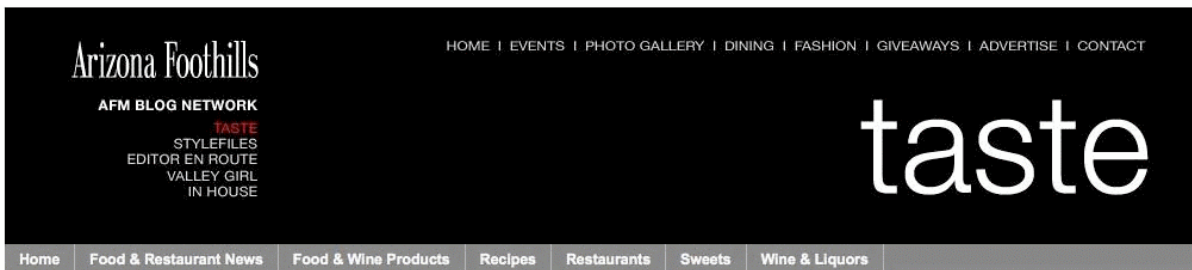 HOME | EVENTS | PHOTO GALLERY | DINING | FASHION | GIVEAWAYS | ADVERTISE | CONTACT
Arizona Foothills
AFM BLOG NETWORK
TASTE
STYLEFILES
EDITOR EN ROUTE
VALLEY GIRL
IN HOUSE
taste
Home Food & Restaurant News Food & Wine Products Recipes Restaurants Sweets Wine & Liquors